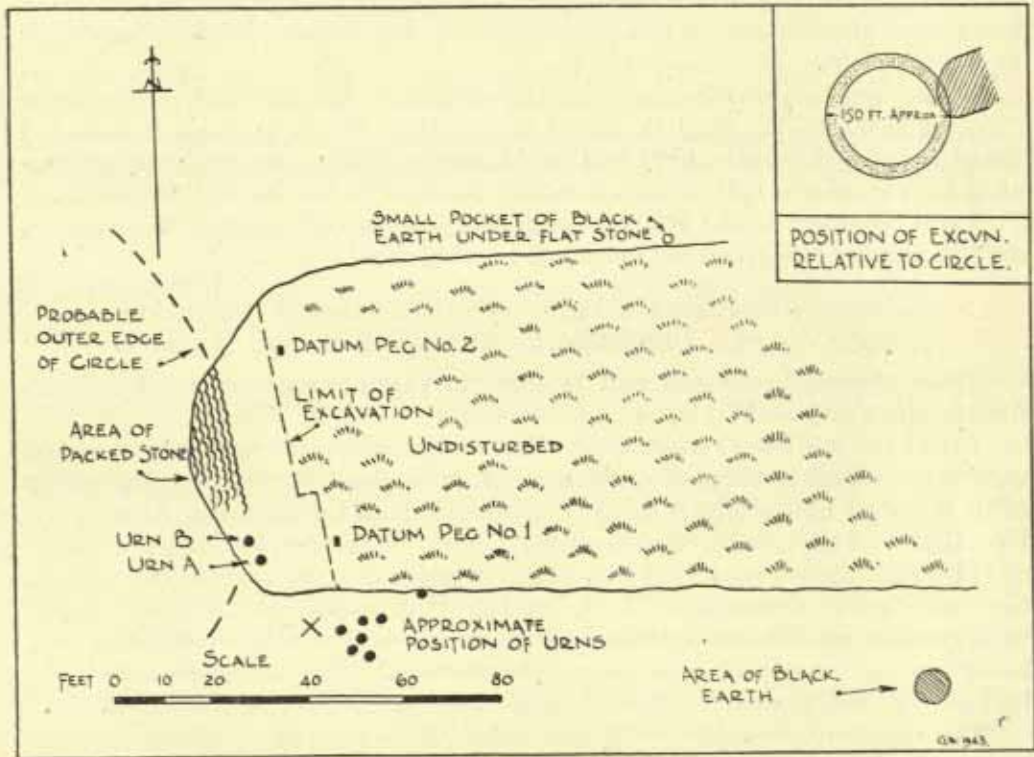 N
150 FT. APPROX
POSITION OF EXCVN.
RELATIVE TO CIRCLE.
SMALL POCKET OF BLACK
EARTH UNDER FLAT STONE
PROBABLE
OUTER EDGE
OF CIRCLE
DATUM PEG No. 2
LIMIT OF
EXCAVATION
AREA OF
PACKED STONE
UNDISTURBED
DATUM PEG No. 1
URN B
URN A
X
APPROXIMATE
POSITION OF URNS
SCALE
FEET 0 20 40 60 80
AREA OF BLACK
EARTH
1943.